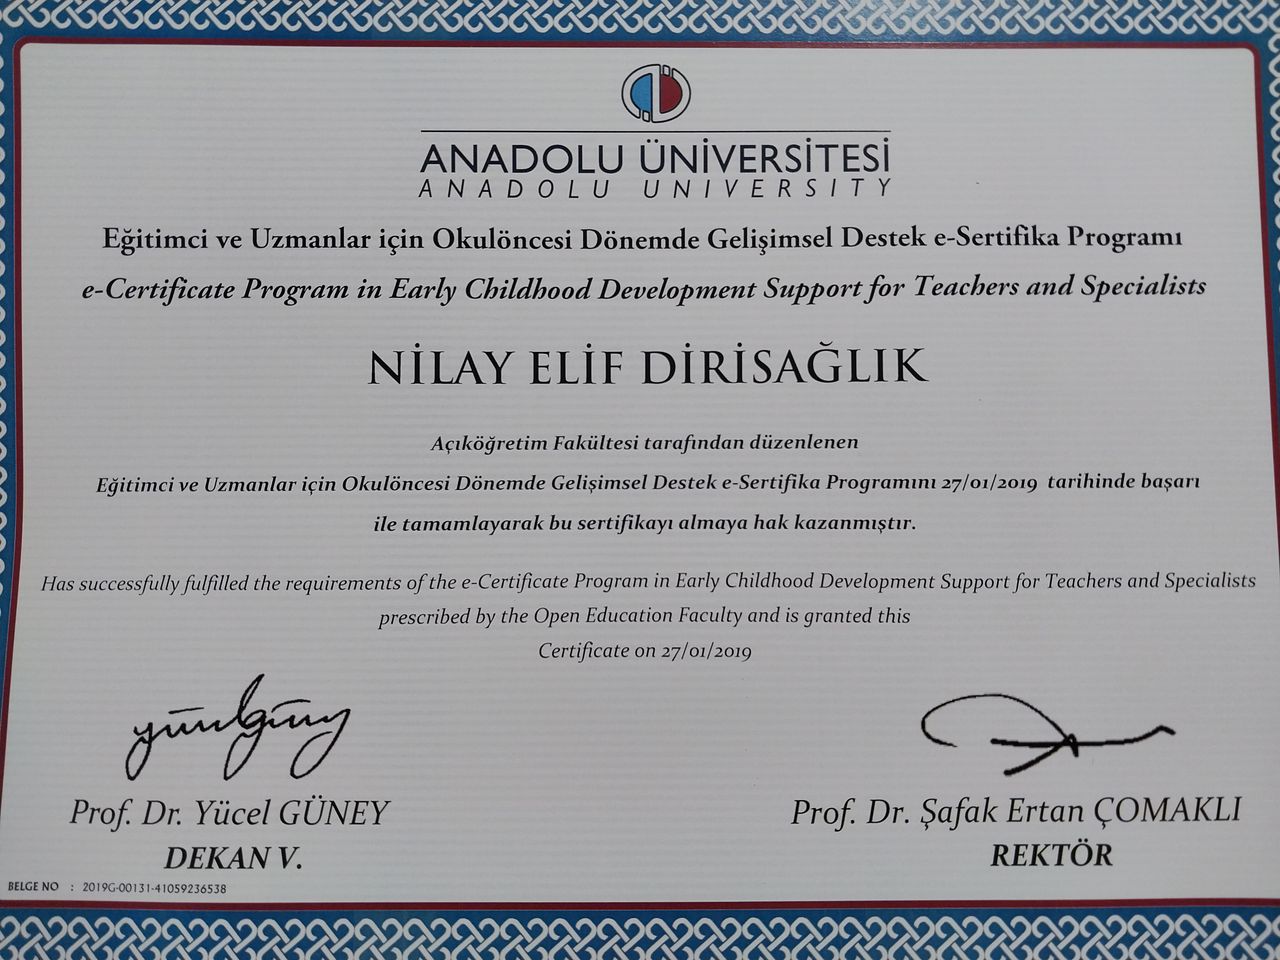 ANADOLU ÜNİVERSİTESİ
ANADOLU UNIVERSITY
Eğitimci ve Uzmanlar için Okulöncesi Dönemde Gelişimsel Destek e-Sertifika Programı
e-Certificate Program in Early Childhood Development Support for Teachers and Specialists
NİLAY ELİF DİRİSAĞLIK
Açıköğretim Fakültesi tarafından düzenlenen
Eğitimci ve Uzmanlar için Okulöncesi Dönemde Gelişimsel Destek e-Sertifika Programını 27/01/2019 tarihinde başarı
ile tamamlayarak bu sertifikayı almaya hak kazanmıştır.
Has successfully fulfilled the requirements of the e-Certificate Program in Early Childhood Development Support for Teachers and Specialists
prescribed by the Open Education Faculty and is granted this
Certificate on 27/01/2019
Prof. Dr. Yücel GÜNEY
DEKAN V.
Prof. Dr. Şafak Ertan ÇOMAKLI
REKTÖR
BELGE NO : 2019G-00131-41059236538